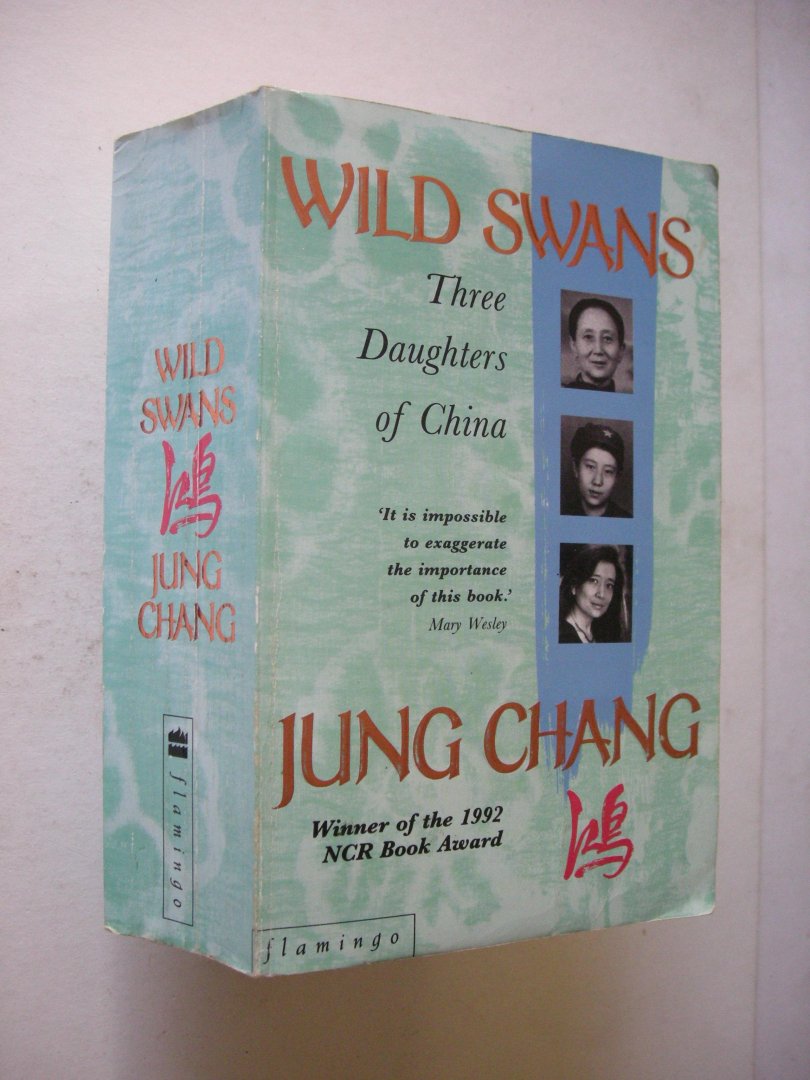 WILD
SWANS
鴻
JUNG
CHANG
flamingo
WILD SWANS
Three
Daughters
of China
‘It is impossible
to exaggerate
the importance
of this book.’
Mary Wesley
JUNG CHANG
Winner of the 1992
NCR Book Award
鴻
flamingo